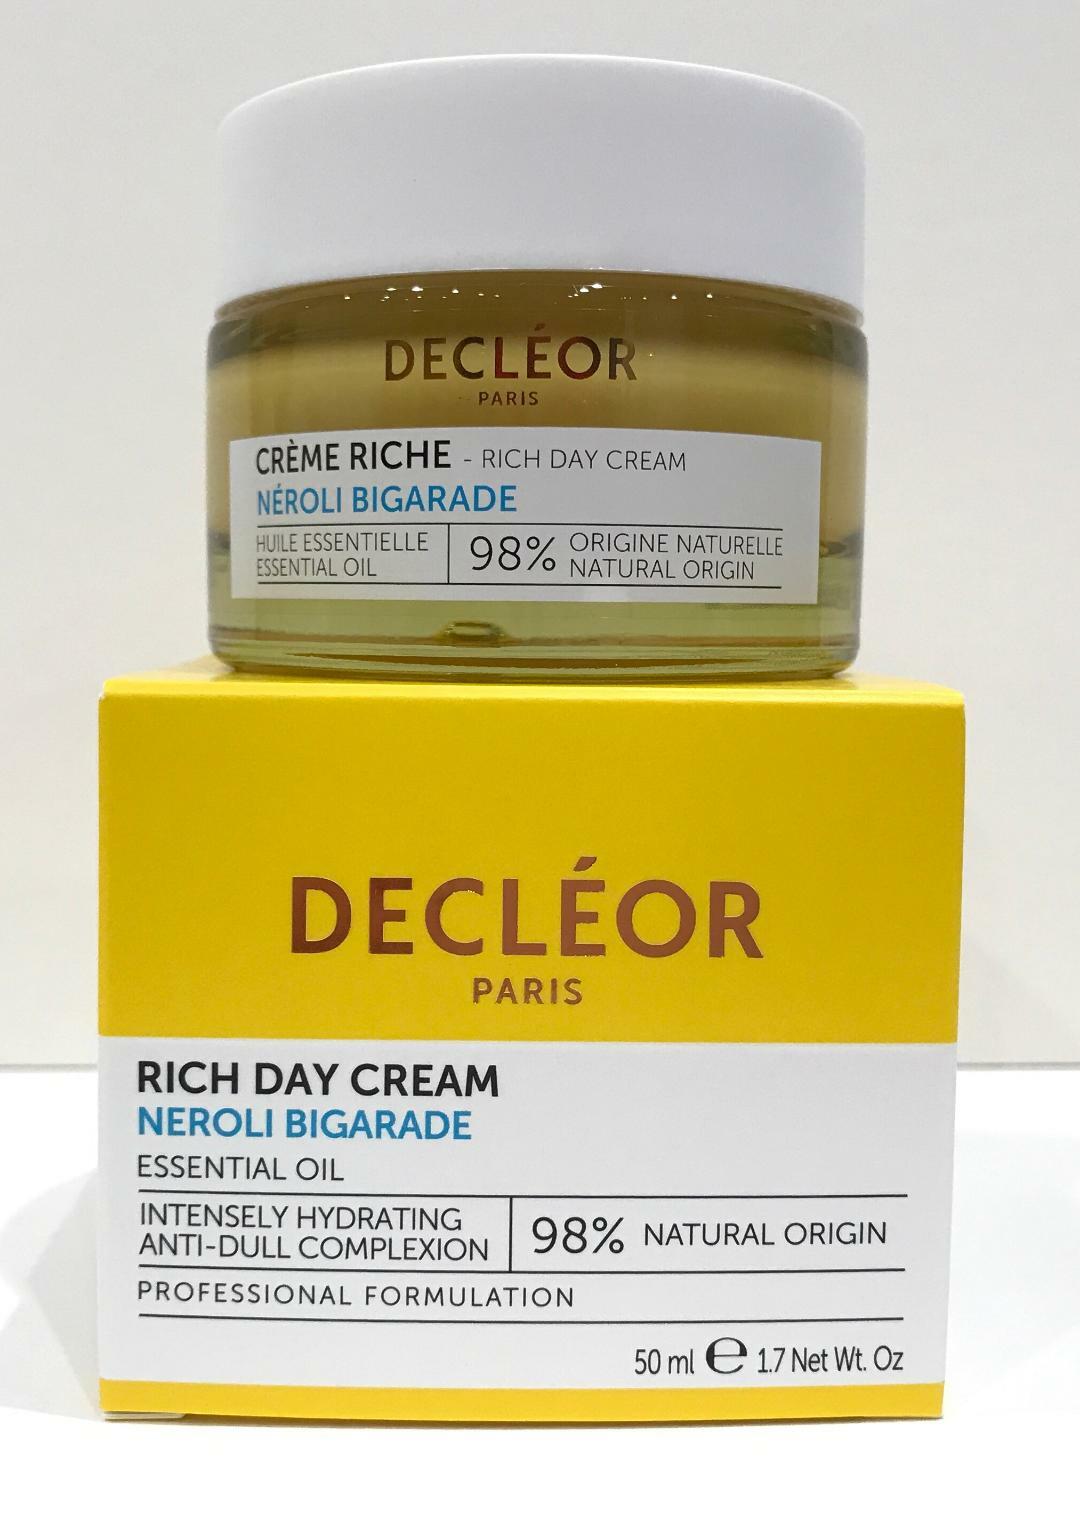 DECLÉOR
PARIS
CRÈME RICHE - RICH DAY CREAM
NÉROLI BIGARADE
HUILE ESSENTIELLE
ESSENTIAL OIL
98% ORIGINE NATURELLE
NATURAL ORIGIN
DECLÉOR
PARIS
RICH DAY CREAM
NEROLI BIGARADE
ESSENTIAL OIL
INTENSELY HYDRATING
ANTI-DULL COMPLEXION
98% NATURAL ORIGIN
PROFESSIONAL FORMULATION
50 ml ℮ 1.7 Net Wt. Oz